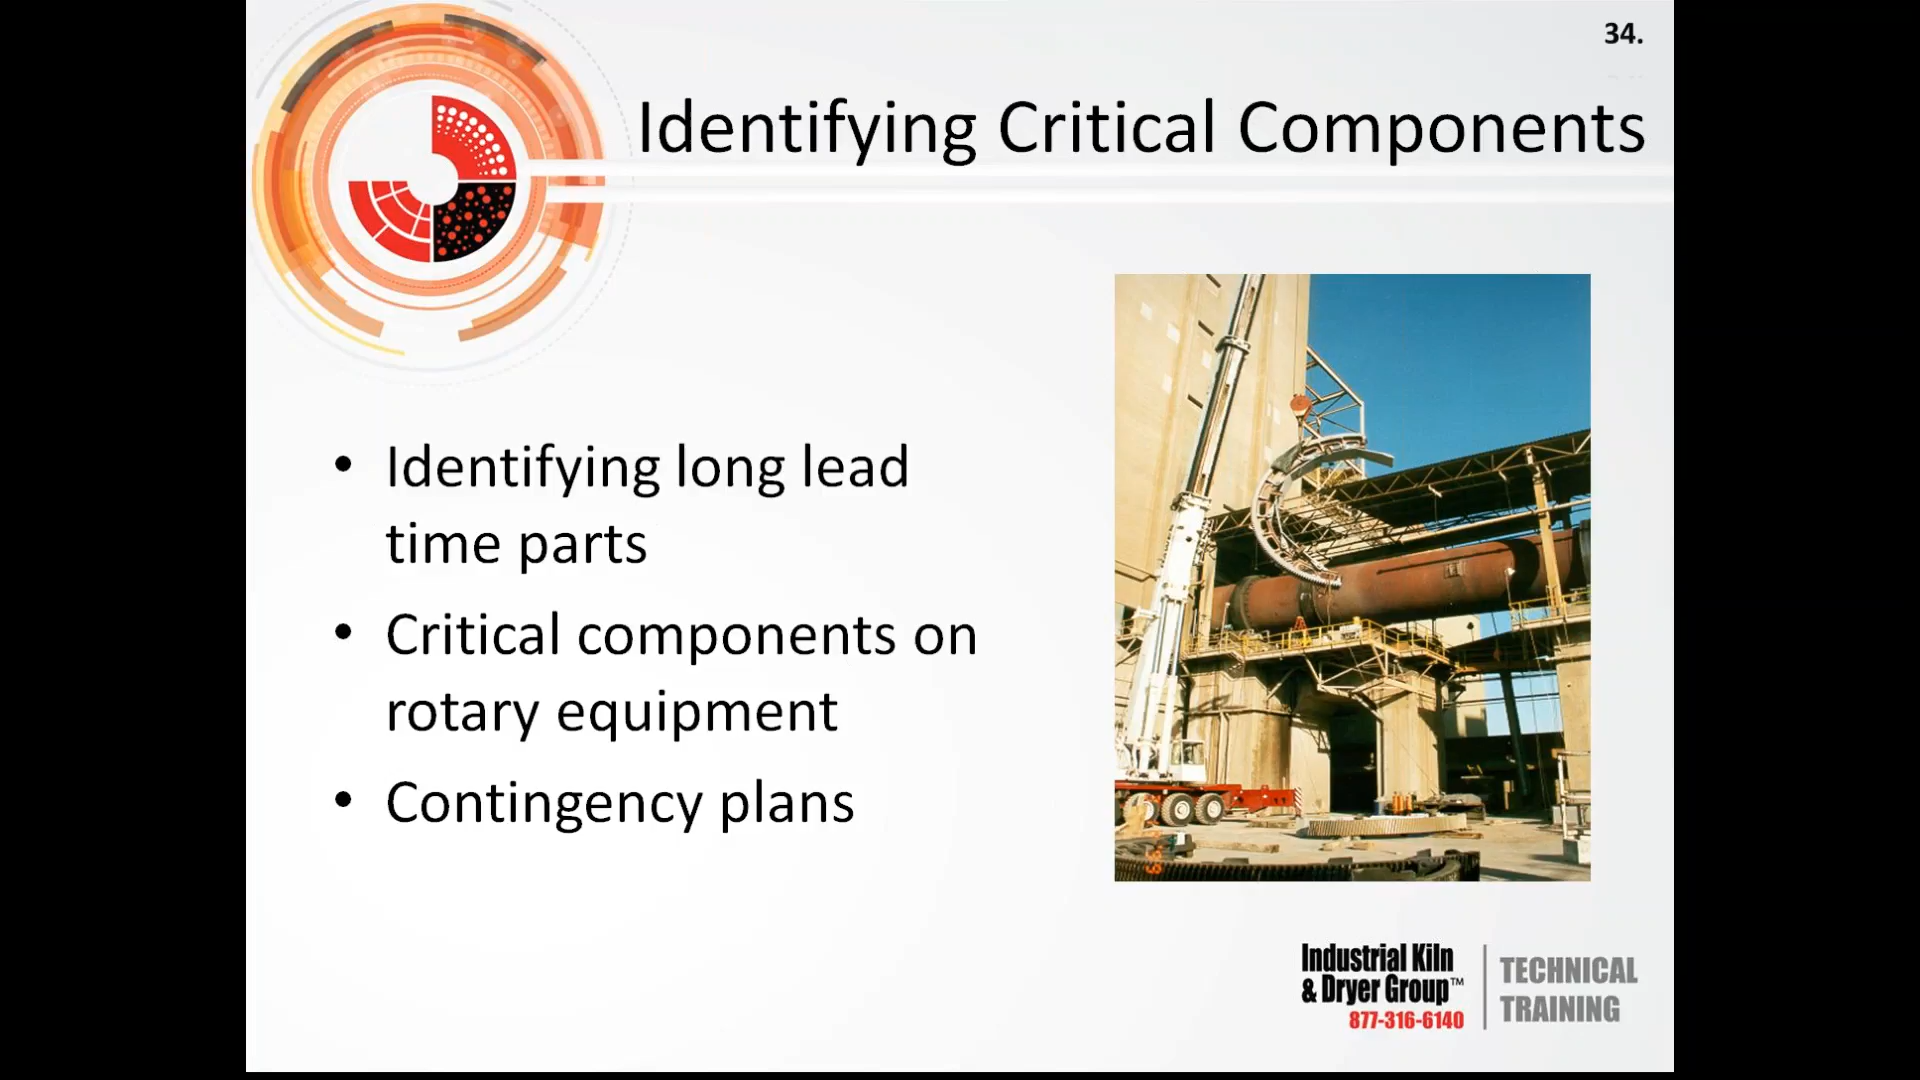 34.
Identifying Critical Components
• Identifying long lead
time parts
• Critical components on
rotary equipment
• Contingency plans
Industrial Kiln
& Dryer Group™
877-316-6140
TECHNICAL
TRAINING